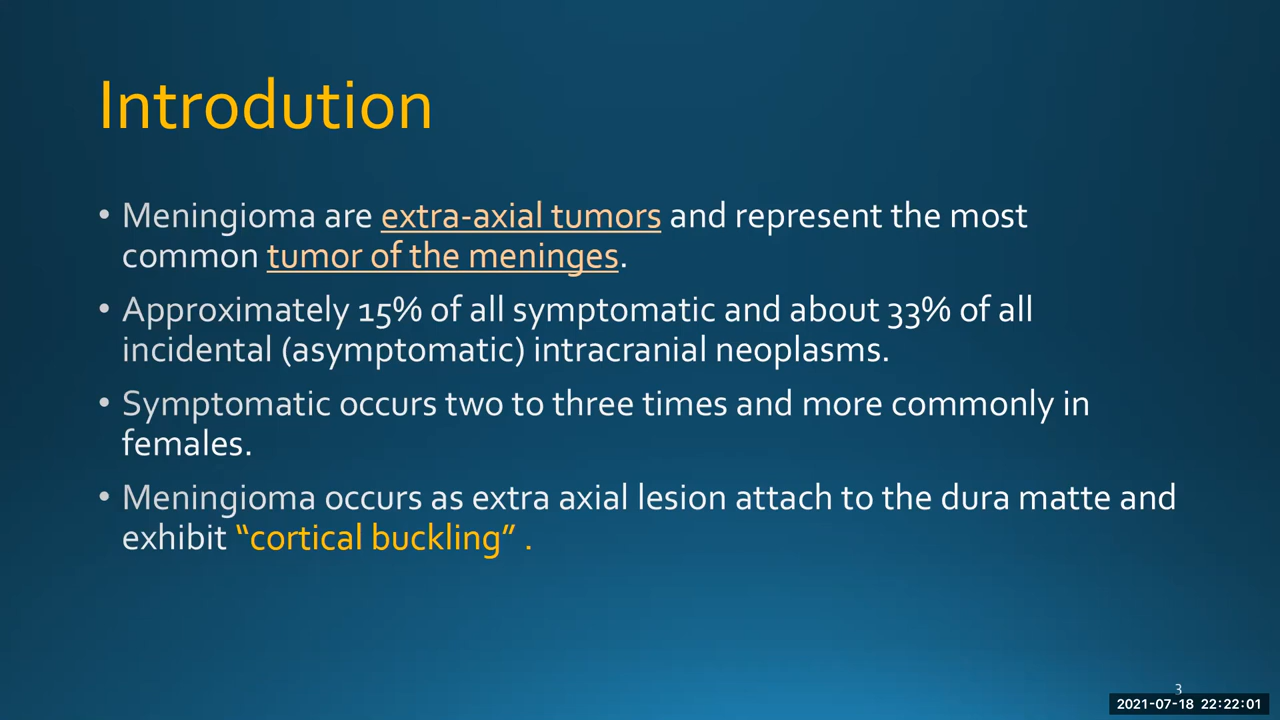 Introdution
• Meningioma are extra-axial tumors and represent the most
common tumor of the meninges.
• Approximately 15% of all symptomatic and about 33% of all
incidental (asymptomatic) intracranial neoplasms.
• Symptomatic occurs two to three times and more commonly in
females.
• Meningioma occurs as extra axial lesion attach to the dura matte and
exhibit “cortical buckling” .
3
2021-07-18 22:22:01